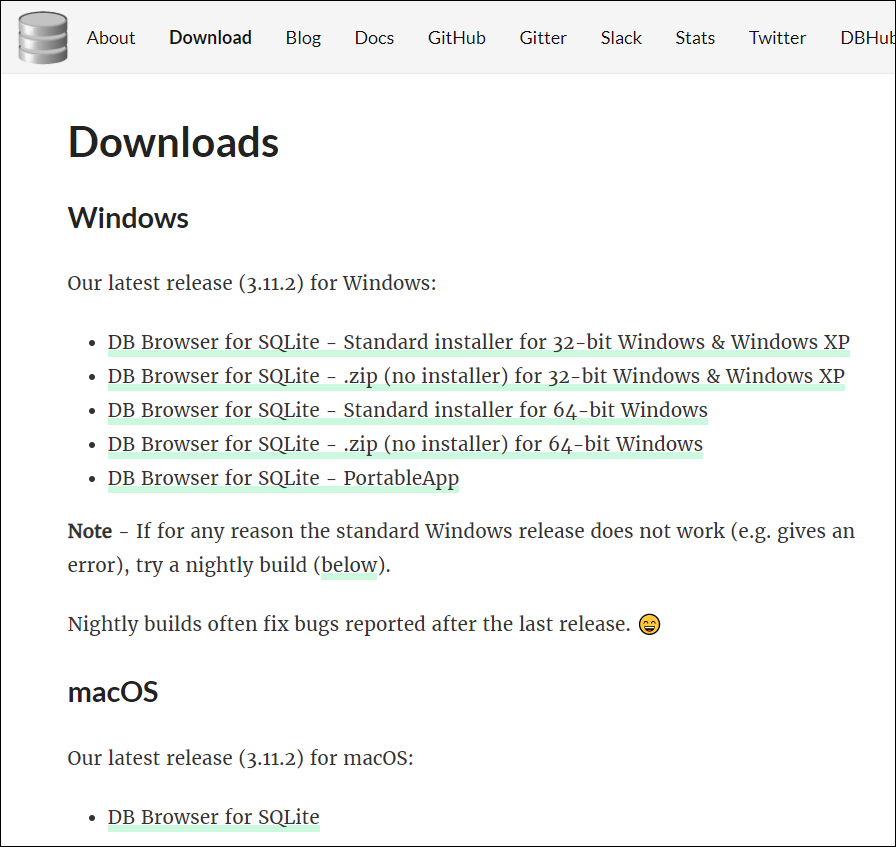 About Download Blog Docs GitHub Gitter Slack Stats Twitter DBHub
Downloads
Windows
Our latest release (3.11.2) for Windows:
• DB Browser for SQLite - Standard installer for 32-bit Windows & Windows XP
• DB Browser for SQLite - .zip (no installer) for 32-bit Windows & Windows XP
• DB Browser for SQLite - Standard installer for 64-bit Windows
• DB Browser for SQLite - .zip (no installer) for 64-bit Windows
• DB Browser for SQLite - PortableApp
Note - If for any reason the standard Windows release does not work (e.g. gives an
error), try a nightly build (below).
Nightly builds often fix bugs reported after the last release. 😄
macOS
Our latest release (3.11.2) for macOS:
• DB Browser for SQLite